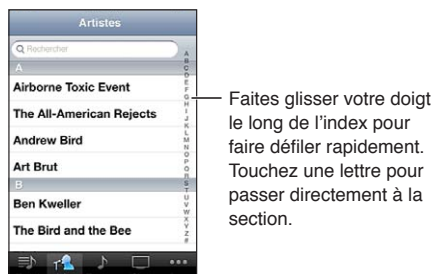 Artistes
Rechercher
A
Airborne Toxic Event
The All-American Rejects
Andrew Bird
Art Brut
B
Ben Kweller
The Bird and the Bee
A
B
C
D
E
F
G
H
I
J
K
L
M
N
O
P
Q
R
S
T
U
V
W
X
Y
Z
#
Faites glisser votre doigt
le long de l’index pour
faire défiler rapidement.
Touchez une lettre pour
passer directement à la
section.